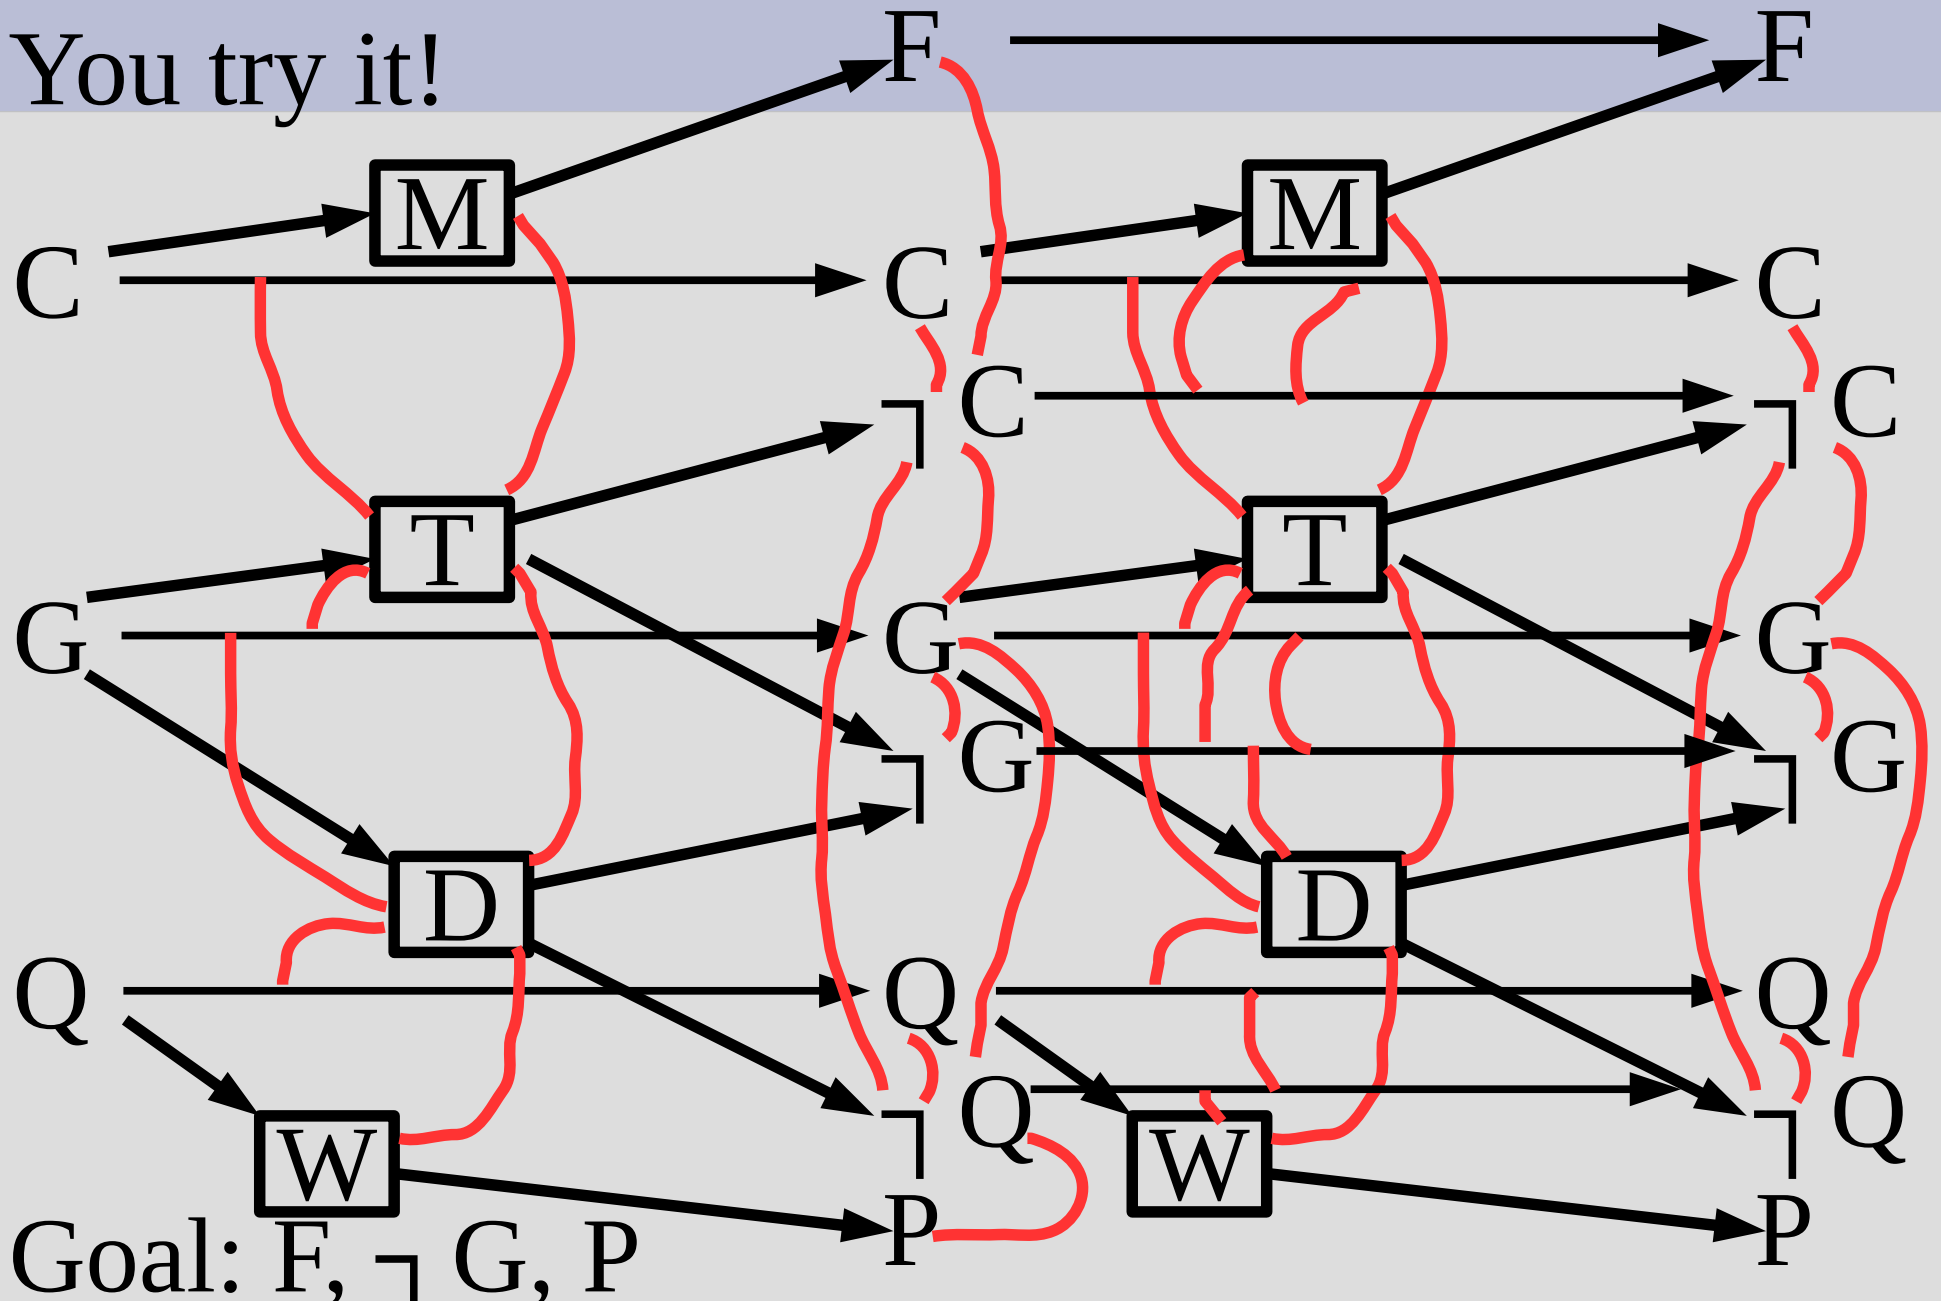 You try it! F F
M M
C C C
¬ C ¬ C
T T
G G G
¬ G ¬ G
D D
Q Q Q
¬ Q ¬ Q
W W
P P
Goal: F, ¬ G, P